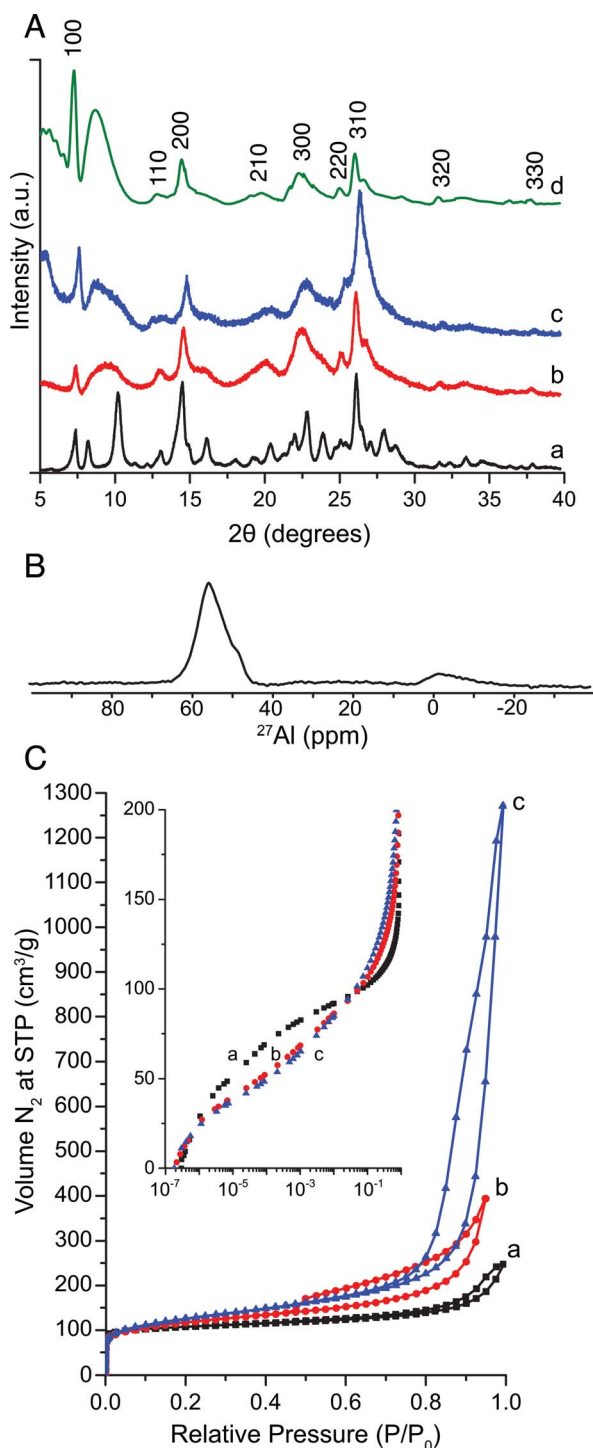 A
100
110
200
210
300
220
310
320
330
d
c
b
a
Intensity (a.u.)
5 10 15 20 25 30 35 40
2θ (degrees)
B
80 60 40 20 0 -20
²⁷Al (ppm)
C
1300
1200
1100
1000
900
800
700
600
500
400
300
200
100
0
Volume N₂ at STP (cm³/g)
200
150
100
50
0
a b c
10⁻⁷ 10⁻⁵ 10⁻³ 10⁻¹
c
b
a
0.0 0.2 0.4 0.6 0.8 1.0
Relative Pressure (P/P₀)